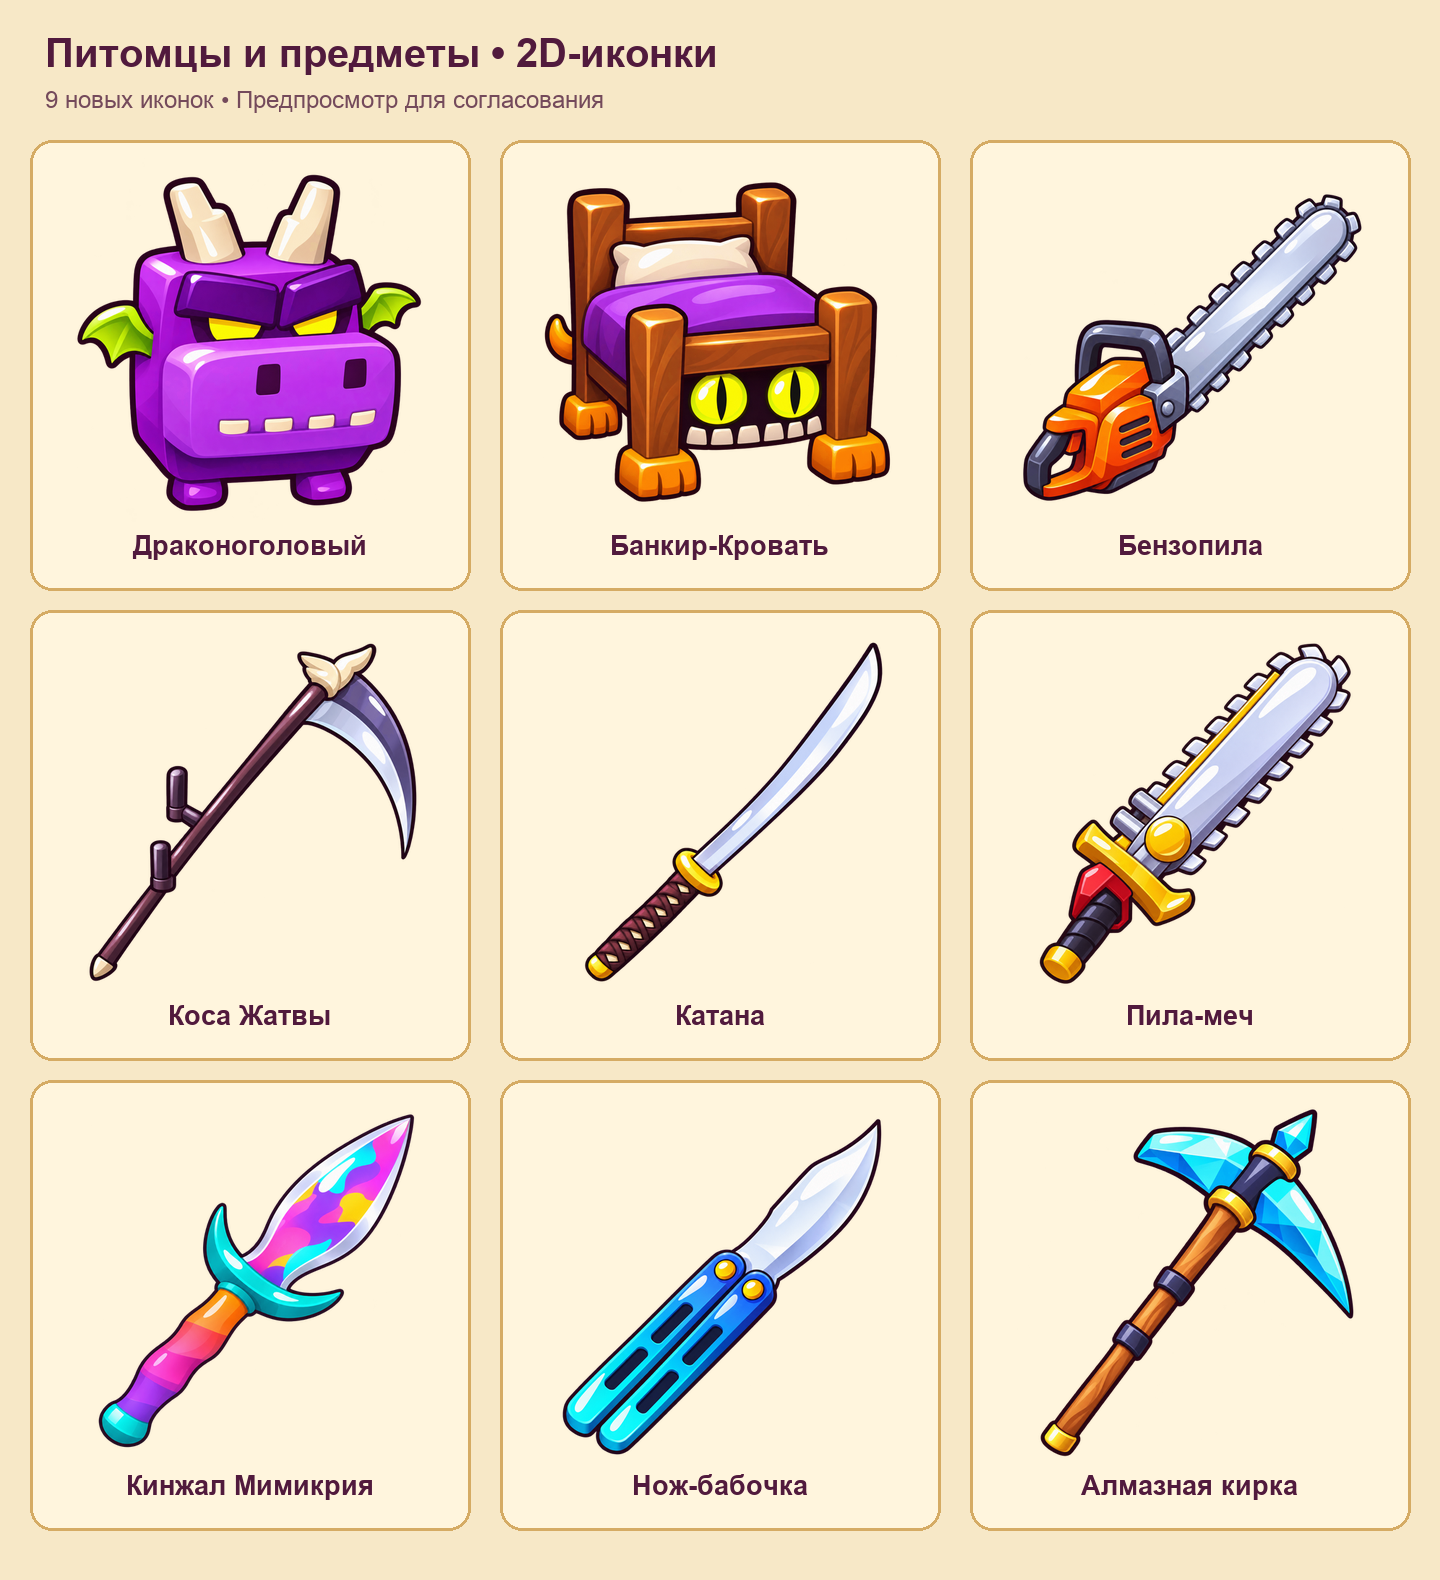 Питомцы и предметы • 2D-иконки
9 новых иконок • Предпросмотр для согласования
Драконоголовый
Банкир-Кровать
Бензопила
Коса Жатвы
Катана
Пила-меч
Кинжал Мимикрия
Нож-бабочка
Алмазная кирка